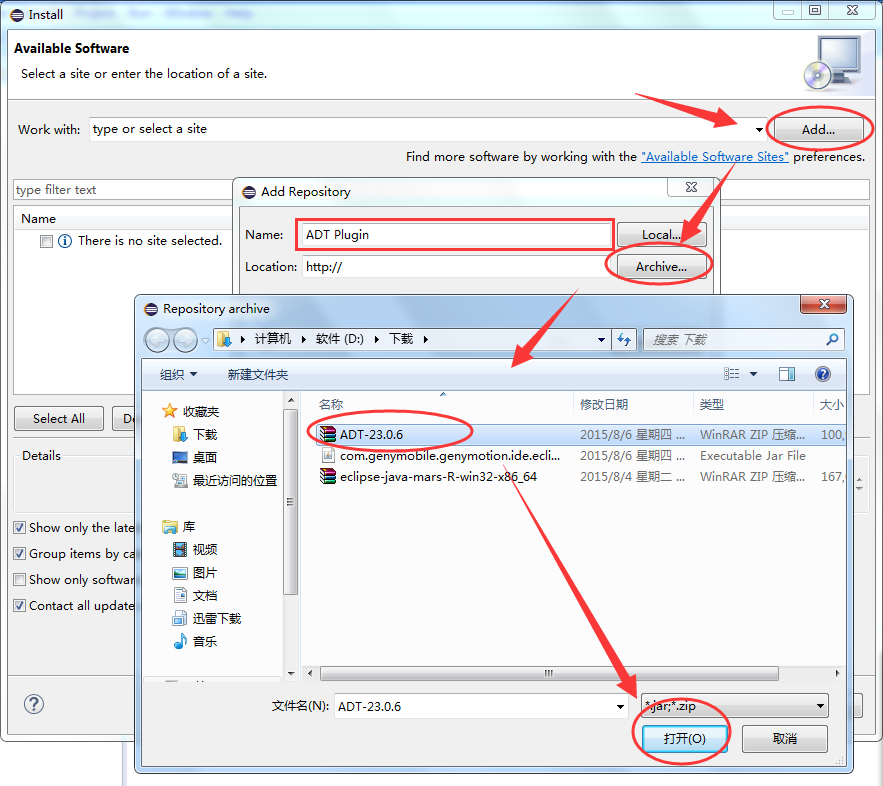 Install
Available Software
Select a site or enter the location of a site.
Work with: type or select a site Add...
Find more software by working with the "Available Software Sites" preferences.
type filter text
Name
There is no site selected.
Add Repository
Name: ADT Plugin Local...
Location: http:// Archive...
Repository archive
计算机 软件 (D:) 下载 搜索 下载
组织 新建文件夹
收藏夹
下载
桌面
最近访问的位置
库
视频
图片
文档
迅雷下载
音乐
名称 修改日期 类型 大小
ADT-23.0.6 2015/8/6 星期四 ... WinRAR ZIP 压缩... 100,
com.genymobile.genymotion.ide.ecli... 2015/8/6 星期四 ... Executable Jar File
eclipse-java-mars-R-win32-x86_64 2015/8/4 星期二 ... WinRAR ZIP 压缩... 167,
文件名(N): ADT-23.0.6 *.jar;*.zip
打开(O) 取消
Select All De
Details
Show only the late
Group items by ca
Show only software
Contact all update